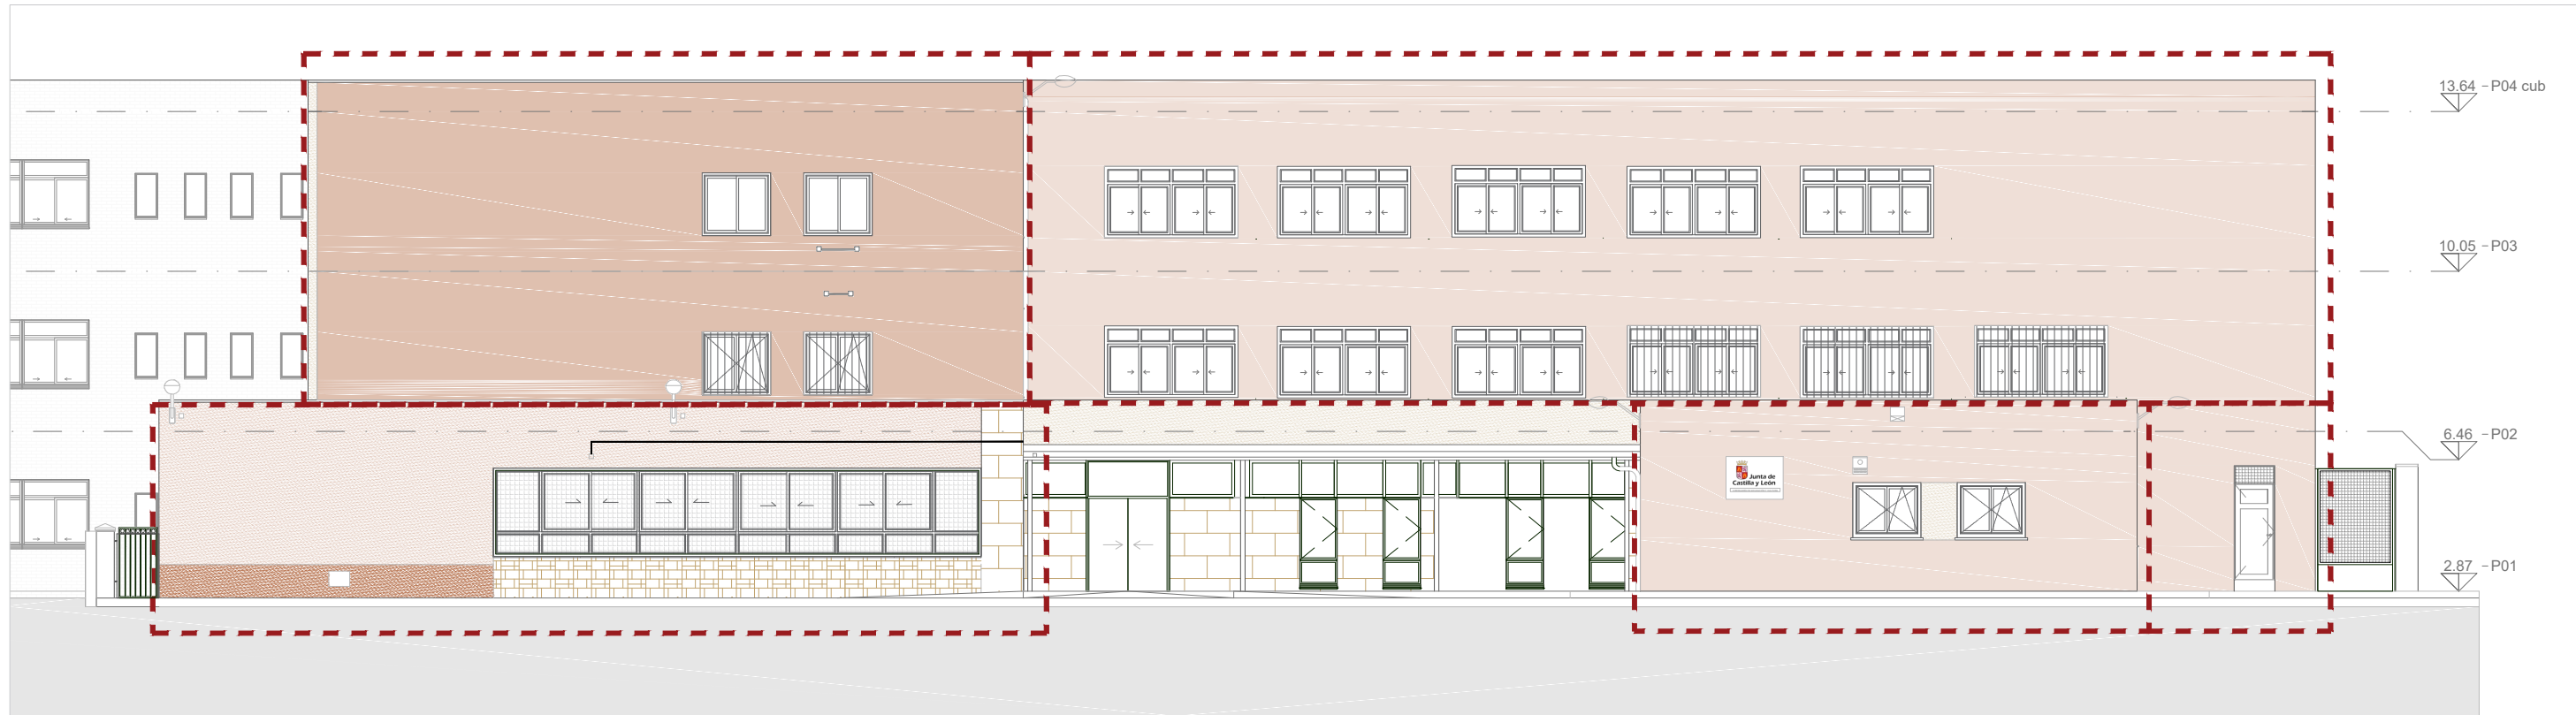 13.64 - P04 cub
10.05 - P03
6.46 - P02
Junta de
Castilla y León
2.87 - P01